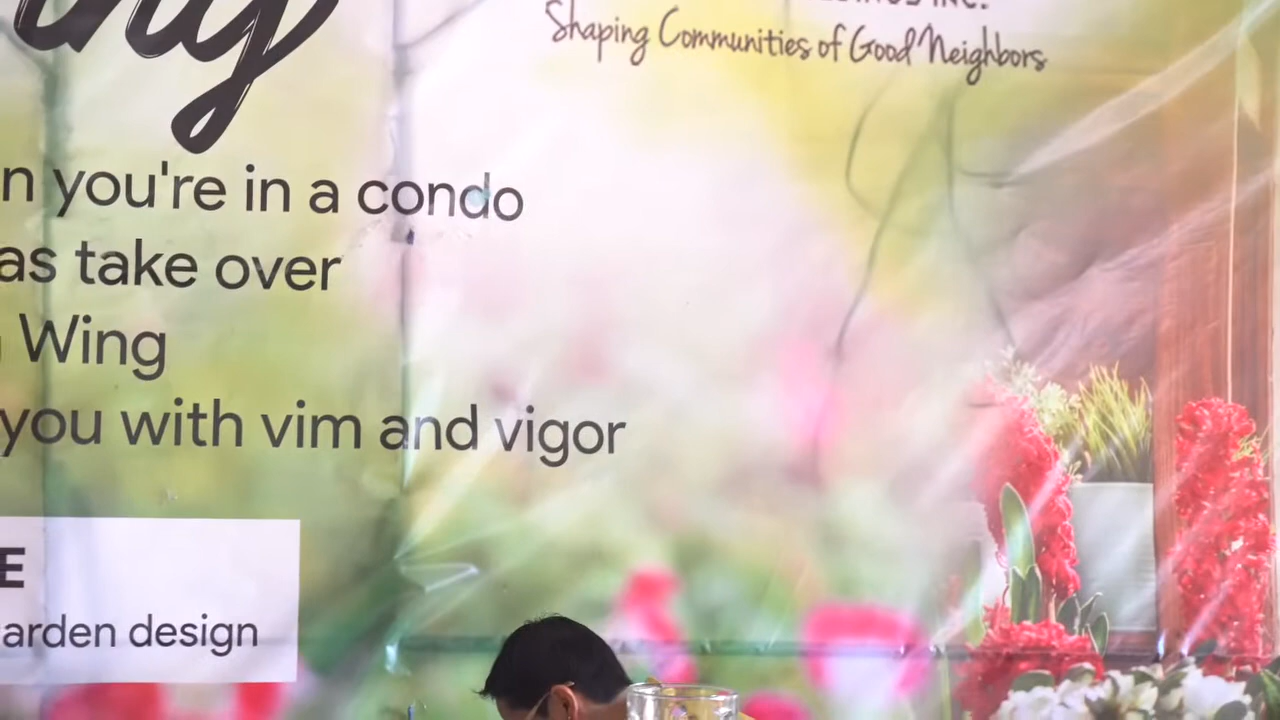 Shaping Communities of Good Neighbors
you're in a condo
as take over
Wing
you with vim and vigor
design